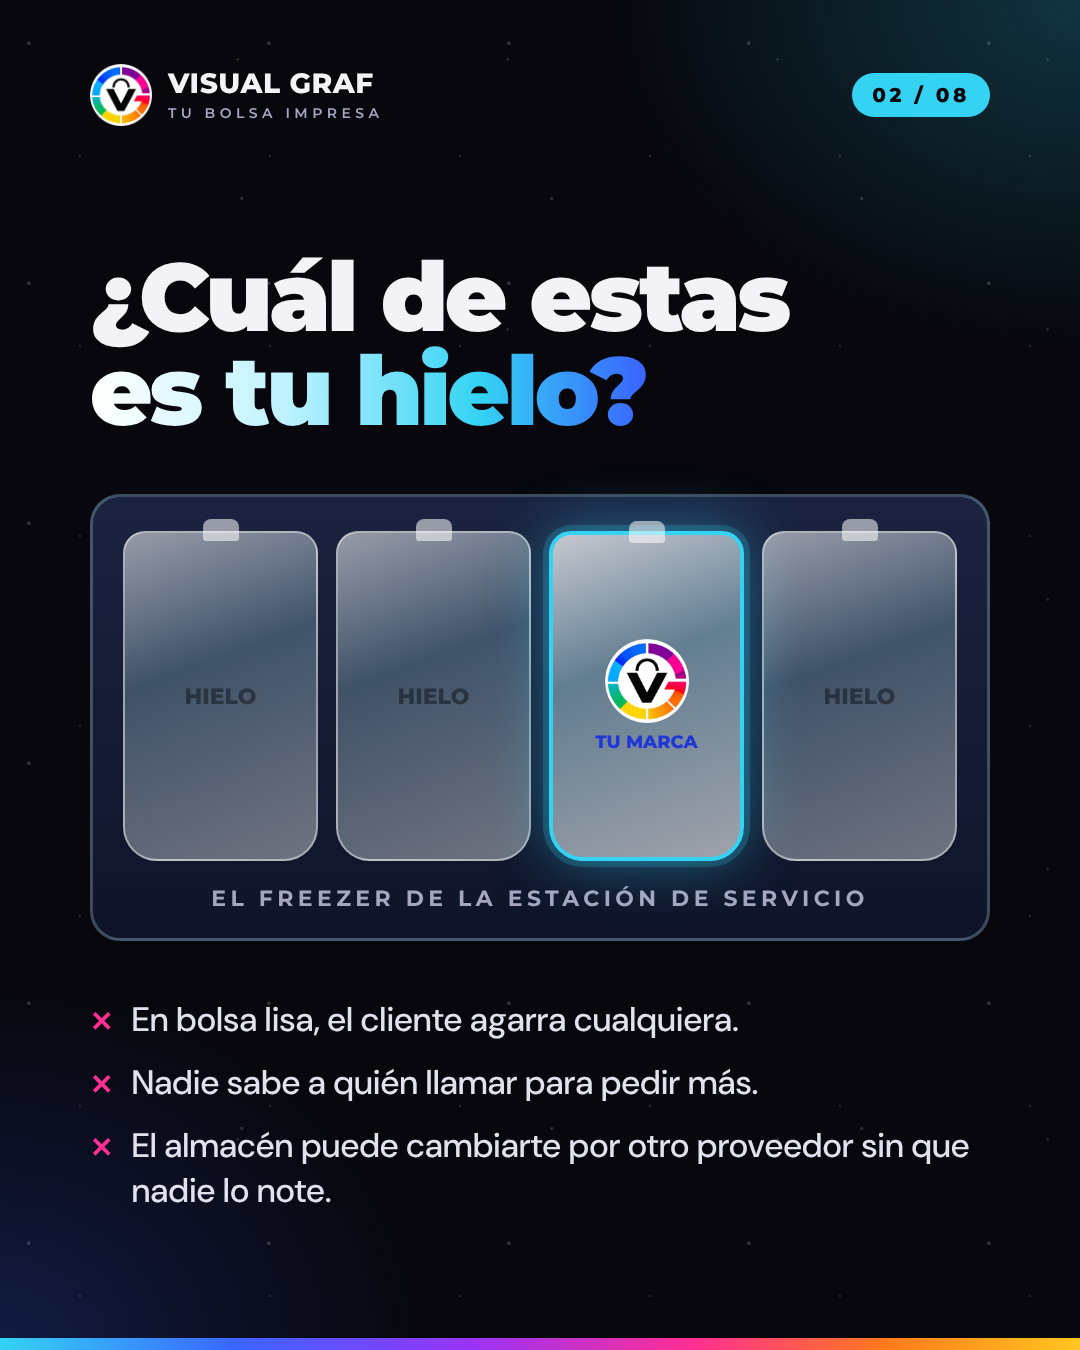 VISUAL GRAF
TU BOLSA IMPRESA
02 / 08
¿Cuál de estas
es tu hielo?
HIELO
HIELO
TU MARCA
HIELO
EL FREEZER DE LA ESTACIÓN DE SERVICIO
× En bolsa lisa, el cliente agarra cualquiera.
× Nadie sabe a quién llamar para pedir más.
× El almacén puede cambiarte por otro proveedor sin que
nadie lo note.